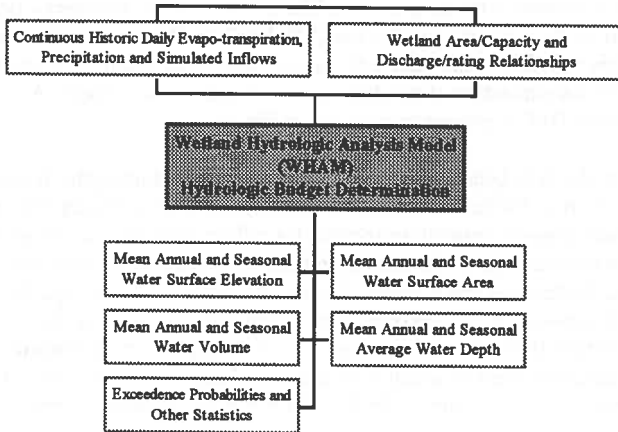 Continuous Historic Daily Evapo-transpiration,
Precipitation and Simulated Inflows
Wetland Area/Capacity and
Discharge/rating Relationships
Wetland Hydrologic Analysis Model
(WHAM)
Hydrologic Budget Determination
Mean Annual and Seasonal
Water Surface Elevation
Mean Annual and Seasonal
Water Surface Area
Mean Annual and Seasonal
Water Volume
Mean Annual and Seasonal
Average Water Depth
Exceedence Probabilities and
Other Statistics